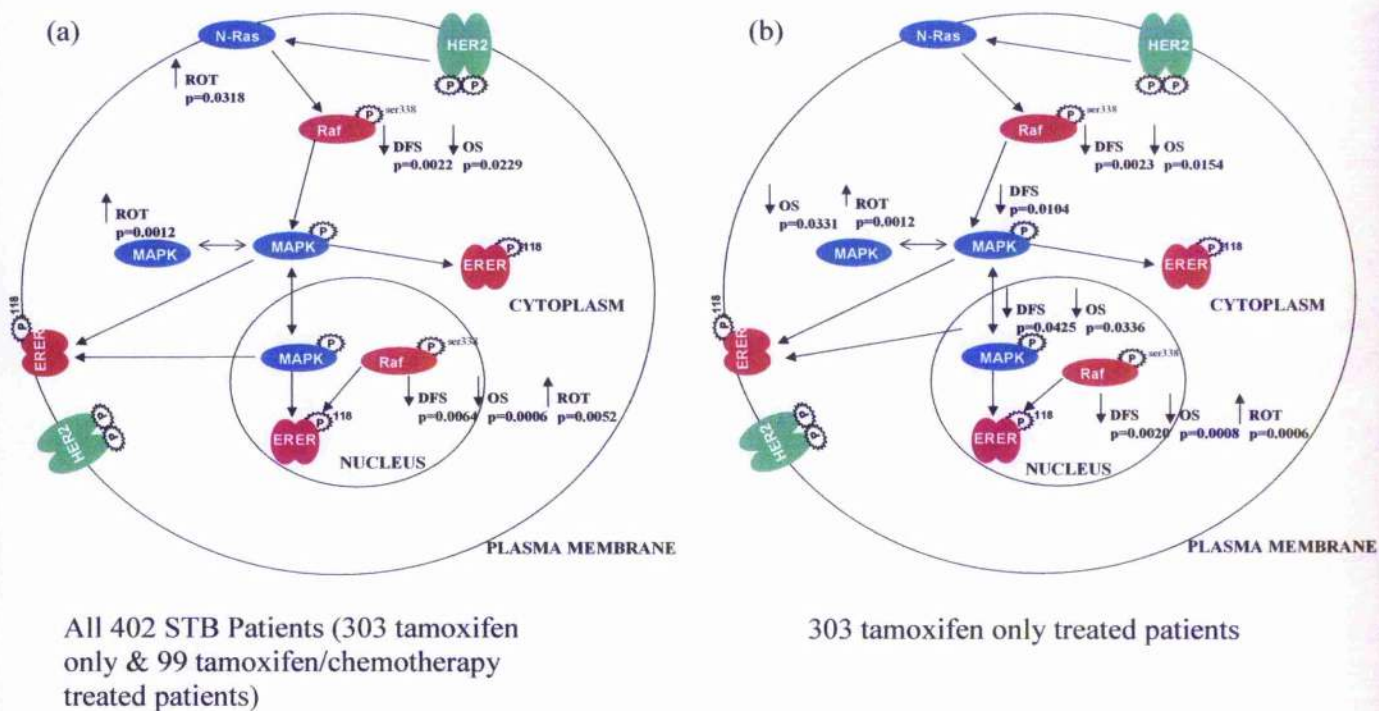 (a)
N-Ras
HER2
P P
↑ ROT
p=0.0318
P ser338
Raf
↓ DFS ↓ OS
p=0.0022 p=0.0229
↑ ROT
p=0.0012
MAPK
MAPK P
P 118
ERER
CYTOPLASM
P 118
ERER
MAPK P
Raf P
↓ DFS ↓ OS ↑ ROT
p=0.0064 p=0.0006 p=0.0052
P 118
ERER
NUCLEUS
HER2
P P
PLASMA MEMBRANE
All 402 STB Patients (303 tamoxifen
only & 99 tamoxifen/chemotherapy
treated patients)
(b)
N-Ras
HER2
P P
P ser338
Raf
↓ DFS ↓ OS
p=0.0023 p=0.0154
↓ DFS
p=0.0104
↓ OS ↑ ROT
p=0.0331 p=0.0012
MAPK
MAPK P
P 118
ERER
CYTOPLASM
P 118
ERER
↓ DFS ↓ OS
p=0.0425 p=0.0336
MAPK P
Raf P ser338
↓ DFS ↓ OS ↑ ROT
p=0.0020 p=0.0008 p=0.0006
P 118
ERER
NUCLEUS
HER2
P P
PLASMA MEMBRANE
303 tamoxifen only treated patients